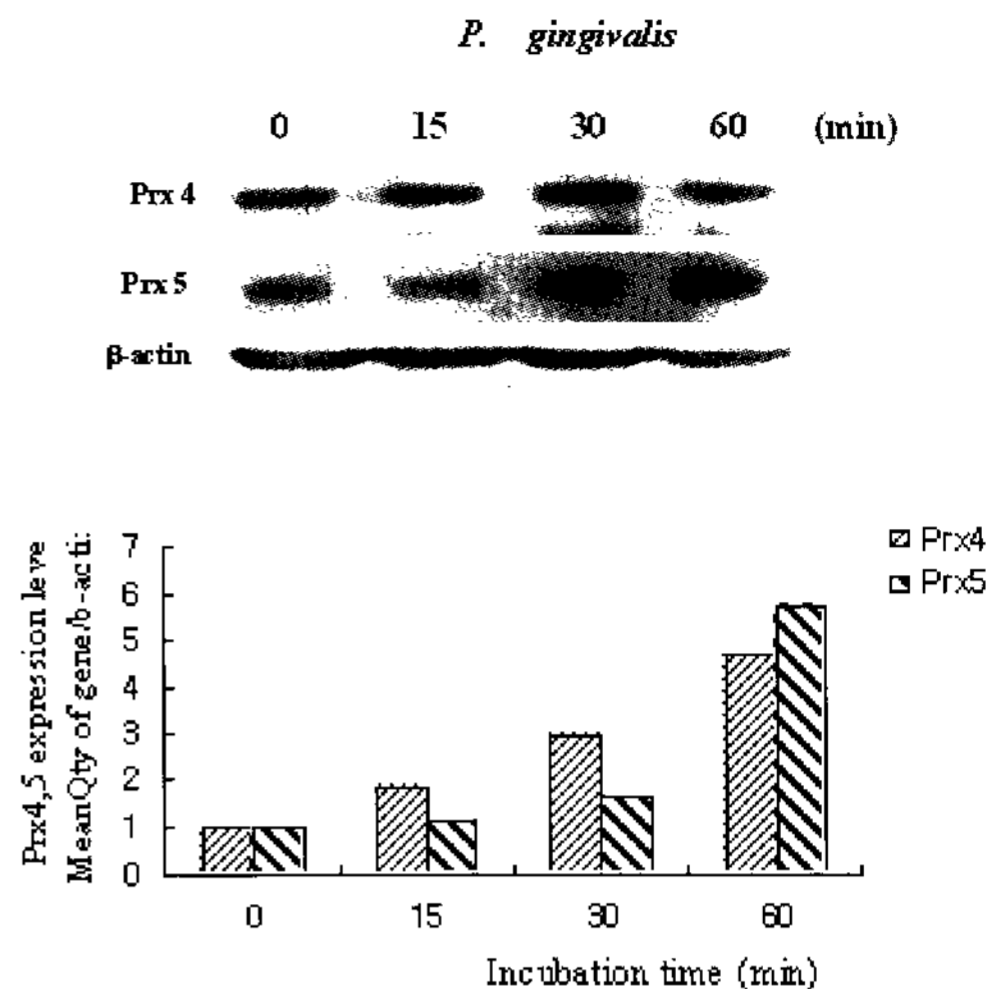 P. gingivalis
0 15 30 60 (min)
Prx 4
Prx 5
β-actin
Prx4,5 expression leve
MeanQty of gene/b-acti:
7
6
5
4
3
2
1
0
Prx4
Prx5
0 15 30 60
Incubation time (min)